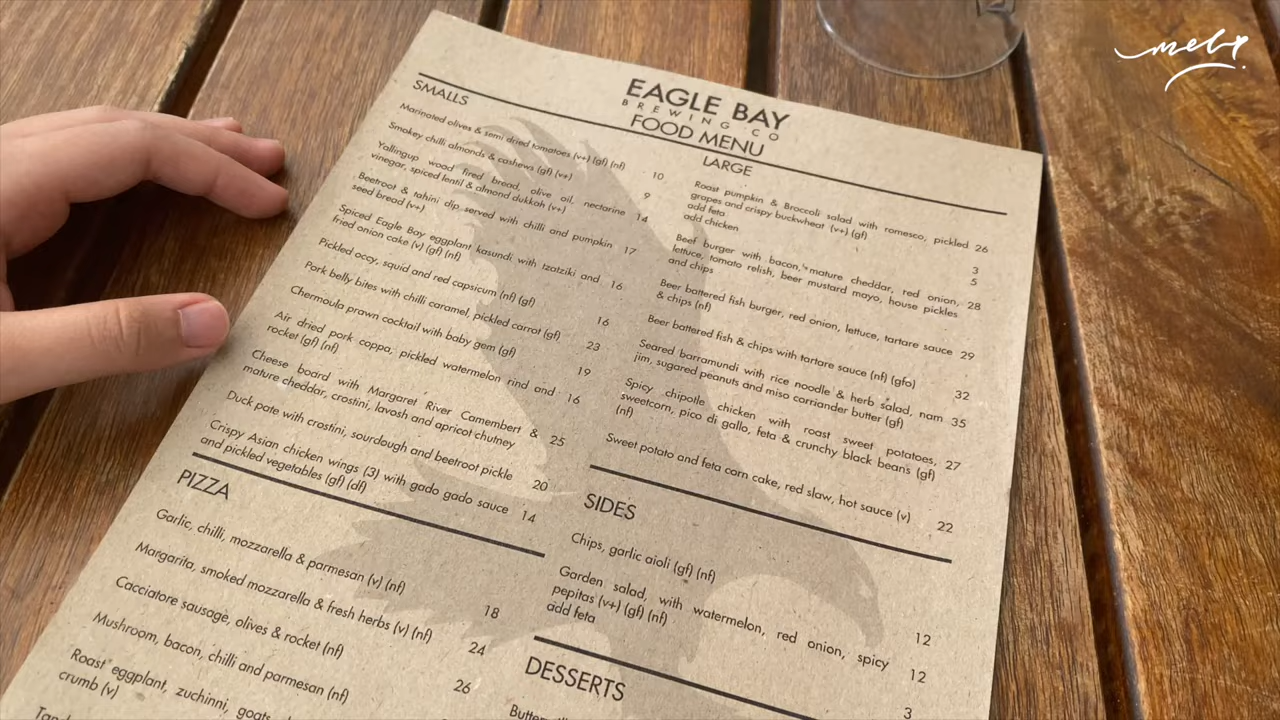 meby.
EAGLE BAY
BREWING CO
FOOD MENU
SMALLS
Marinated olives & semi dried tomatoes (v+) (gf) (nf) 10
Smokey chilli almonds & cashews (gf) (v+) 9
Yallingup wood fired bread, olive oil, nectarine 14
vinegar, spiced lentil & almond dukkah (v+)
Beetroot & tahini dip served with chilli and pumpkin 17
seed bread (v+)
Spiced Eagle Bay eggplant kasundi with tzatziki and 16
fried onion cake (v) (gf) (nf)
Pickled occy, squid and red capsicum (nf) (gf) 16
Pork belly bites with chilli caramel, pickled carrot (gf) 23
Chermoula prawn cocktail with baby gem (gf) 19
Air dried pork coppa, pickled watermelon rind and 16
rocket (gf) (nf)
Cheese board with Margaret River Camembert & 25
mature cheddar, crostini, lavosh and apricot chutney
Duck pate with crostini, sourdough and beetroot pickle 20
Crispy Asian chicken wings (3) with gado gado sauce 14
and pickled vegetables (gf) (df)
PIZZA
Garlic, chilli, mozzarella & parmesan (v) (nf) 18
Margarita, smoked mozzarella & fresh herbs (v) (nf) 24
Cacciatore sausage, olives & rocket (nf) 26
Mushroom, bacon, chilli and parmesan (nf)
Roast eggplant, zuchinni, goats
crumb (v)
LARGE
Roast pumpkin & Broccoli salad with romesco, pickled 26
grapes and crispy buckwheat (v+) (gf)
add feta 3
add chicken 5
Beef burger with bacon, mature cheddar, red onion, 28
lettuce, tomato relish, beer mustard mayo, house pickles
and chips
Beer battered fish burger, red onion, lettuce, tartare sauce 29
& chips (nf)
Beer battered fish & chips with tartare sauce (nf) (gfo) 32
Seared barramundi with rice noodle & herb salad, nam 35
jim, sugared peanuts and miso corriander butter (gf)
Spicy chipotle chicken with roast sweet potatoes, 27
sweetcorn, pico di gallo, feta & crunchy black beans (gf)
(nf)
Sweet potato and feta corn cake, red slaw, hot sauce (v) 22
SIDES
Chips, garlic aioli (gf) (nf) 12
Garden salad, with watermelon, red onion, spicy 12
pepitas (v+) (gf) (nf)
add feta 3
DESSERTS